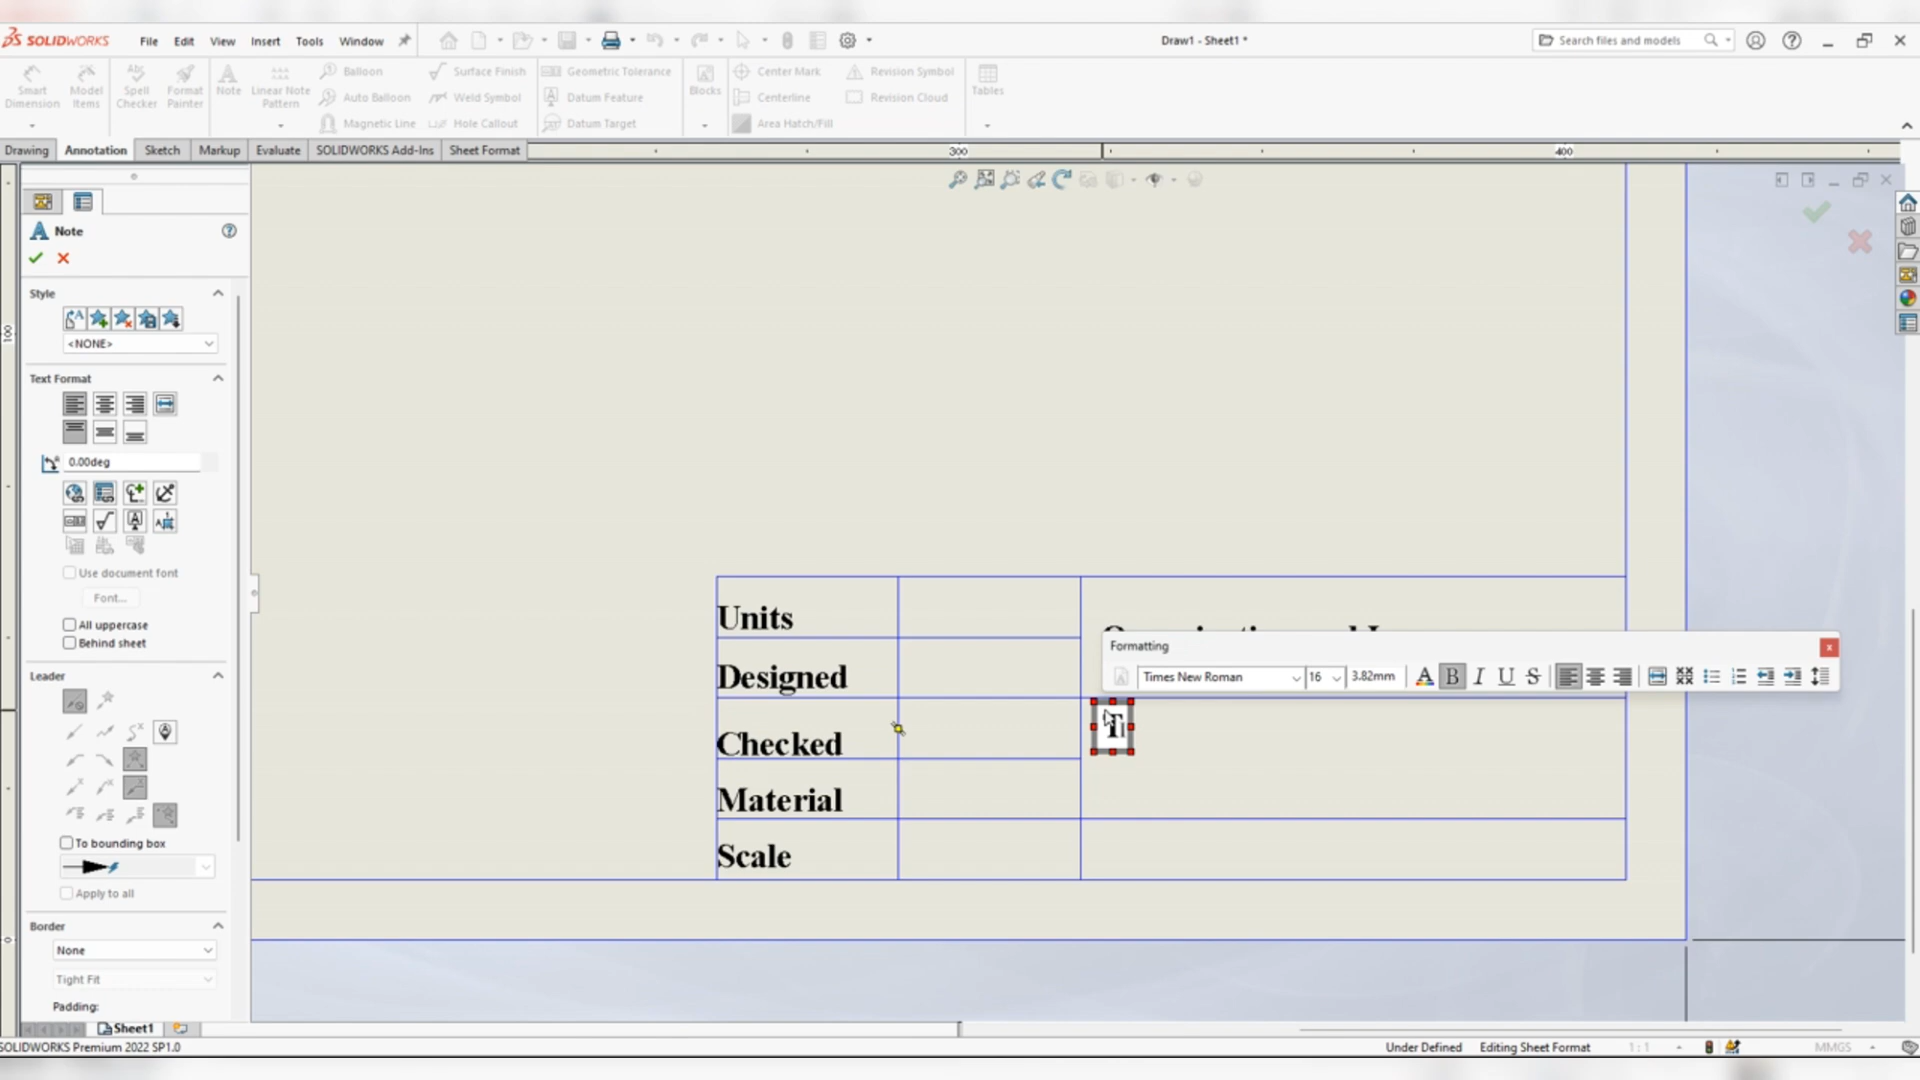 SOLIDWORKS File Edit View Insert Tools Window Draw1 - Sheet1 * Search files and models
Smart Dimension
Model Items
Spell Checker
Format Painter
Note
Linear Note Pattern
Balloon
Auto Balloon
Magnetic Line
Surface Finish
Weld Symbol
Hole Callout
Geometric Tolerance
Datum Feature
Datum Target
Blocks
Center Mark
Centerline
Area Hatch/Fill
Revision Symbol
Revision Cloud
Tables
Drawing Annotation Sketch Markup Evaluate SOLIDWORKS Add-Ins Sheet Format
300 400
100
0
Note
Style
<NONE>
Text Format
0.00deg
Use document font
Font...
All uppercase
Behind sheet
Leader
To bounding box
Apply to all
Border
None
Tight Fit
Padding:
Units
Designed
Checked
Material
Scale
Formatting
Times New Roman 16 3.82mm A B I U S
Ti
Sheet1
SOLIDWORKS Premium 2022 SP1.0 Under Defined Editing Sheet Format 1:1 MMGS